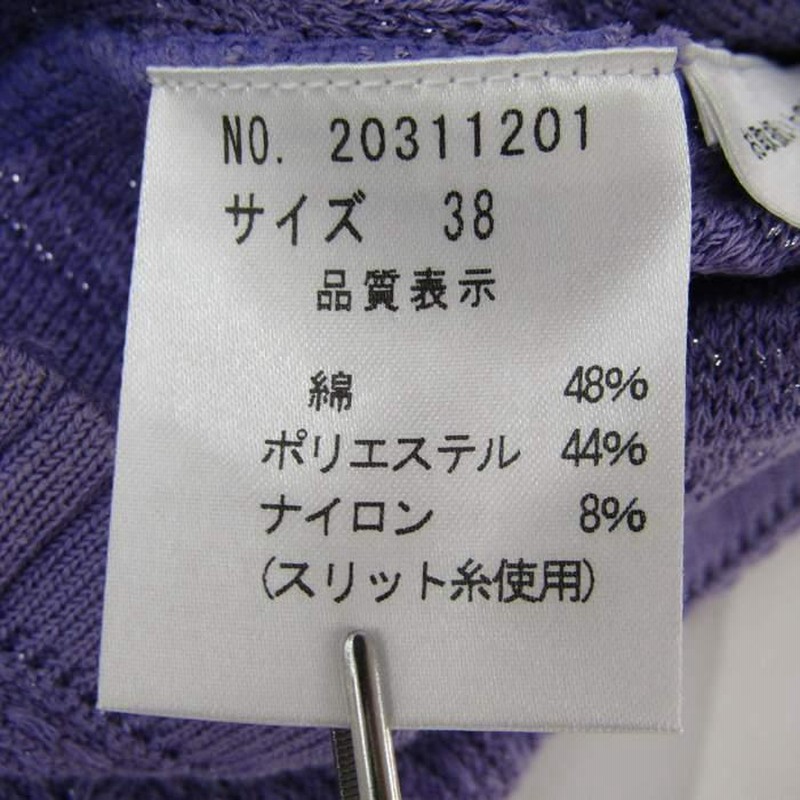 NO. 20311201
サイズ 38
品質表示
綿 48%
ポリエステル 44%
ナイロン 8%
(スリット糸使用)